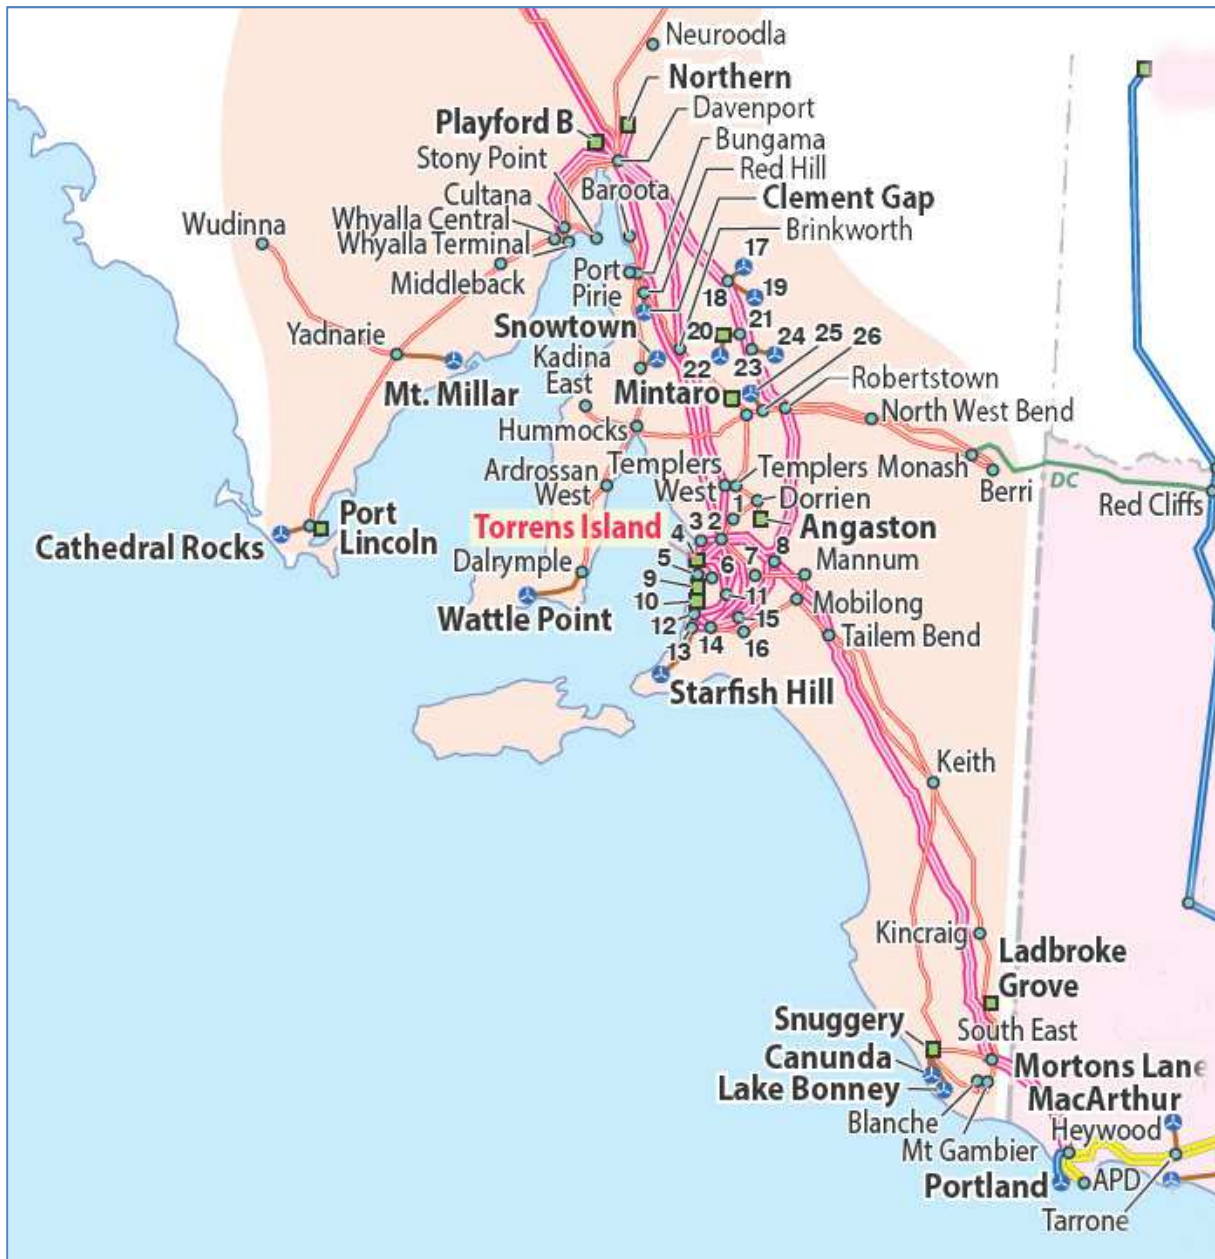 Neuroodla
Northern
Davenport
Playford B
Bungama
Stony Point
Red Hill
Baroota
Cultana
Clement Gap
Whyalla Central
Brinkworth
Wudinna
Whyalla Terminal
17
Middleback
Port
Pirie
18
19
Snowtown
20
21
24
25
26
Yadnarie
Kadina
East
22
23
Mt. Millar
Mintaro
Robertstown
North West Bend
Hummocks
Ardrossan
West
Templers
West
Templers
Monash
Berri
DC
Red Cliffs
Dorrien
1
Torrens Island
3
2
Angaston
Port
Lincoln
4
8
Cathedral Rocks
Dalrymple
5
6
7
Mannum
9
Wattle Point
10
11
Mobilong
12
15
Tailem Bend
13
14
16
Starfish Hill
Keith
Kincraig
Ladbroke
Grove
Snuggery
South East
Canunda
Mortons Lane
Lake Bonney
MacArthur
Blanche
Heywood
Mt Gambier
Portland
APD
Tarrone